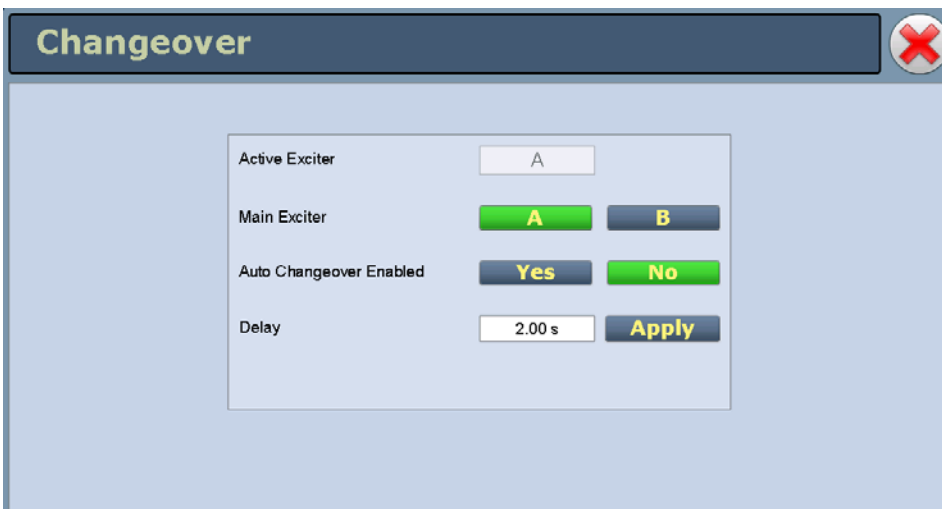 Changeover
Active Exciter A
Main Exciter A B
Auto Changeover Enabled Yes No
Delay 2.00 s Apply